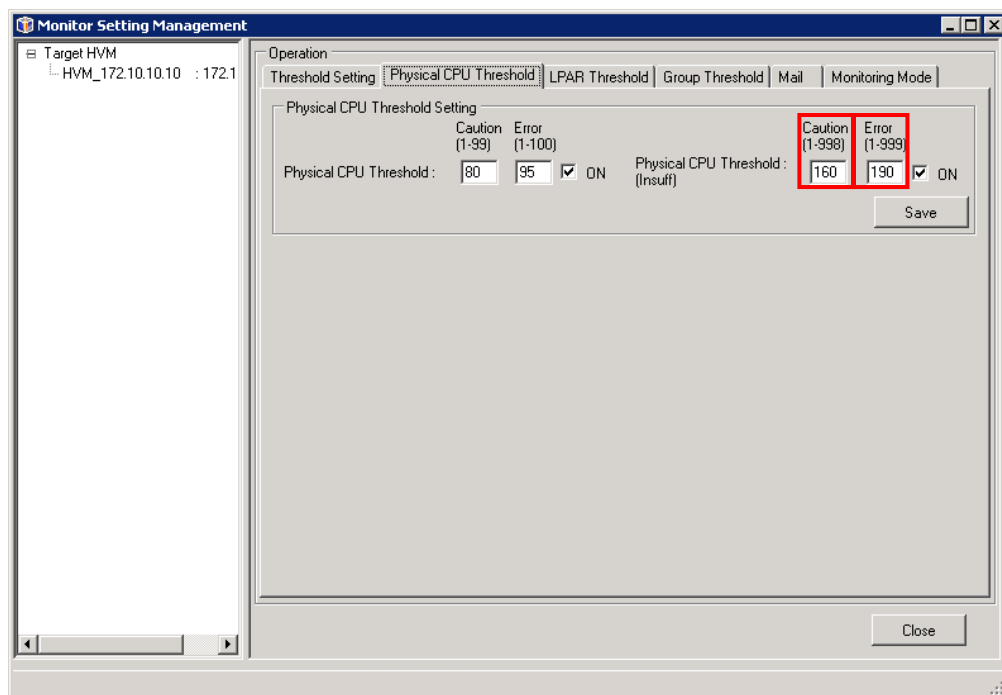 Monitor Setting Management
Target HVM
HVM_172.10.10.10 : 172.1
Operation
Threshold Setting Physical CPU Threshold LPAR Threshold Group Threshold Mail Monitoring Mode
Physical CPU Threshold Setting
Caution Error Caution Error
(1-99) (1-100) (1-998) (1-999)
Physical CPU Threshold : 80 95 ON Physical CPU Threshold : 160 190 ON
(Insuff)
Save
Close